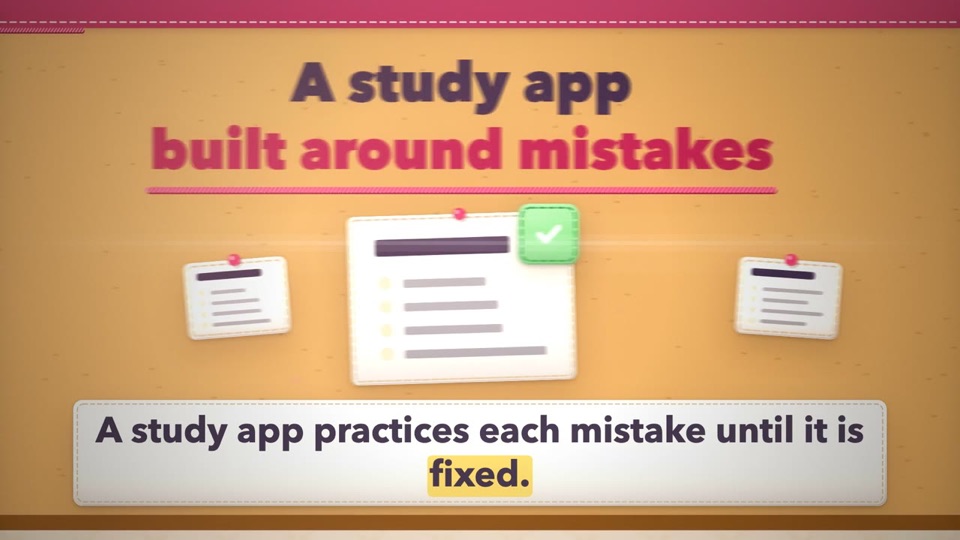 A study app
built around mistakes
A study app practices each mistake until it is
fixed.